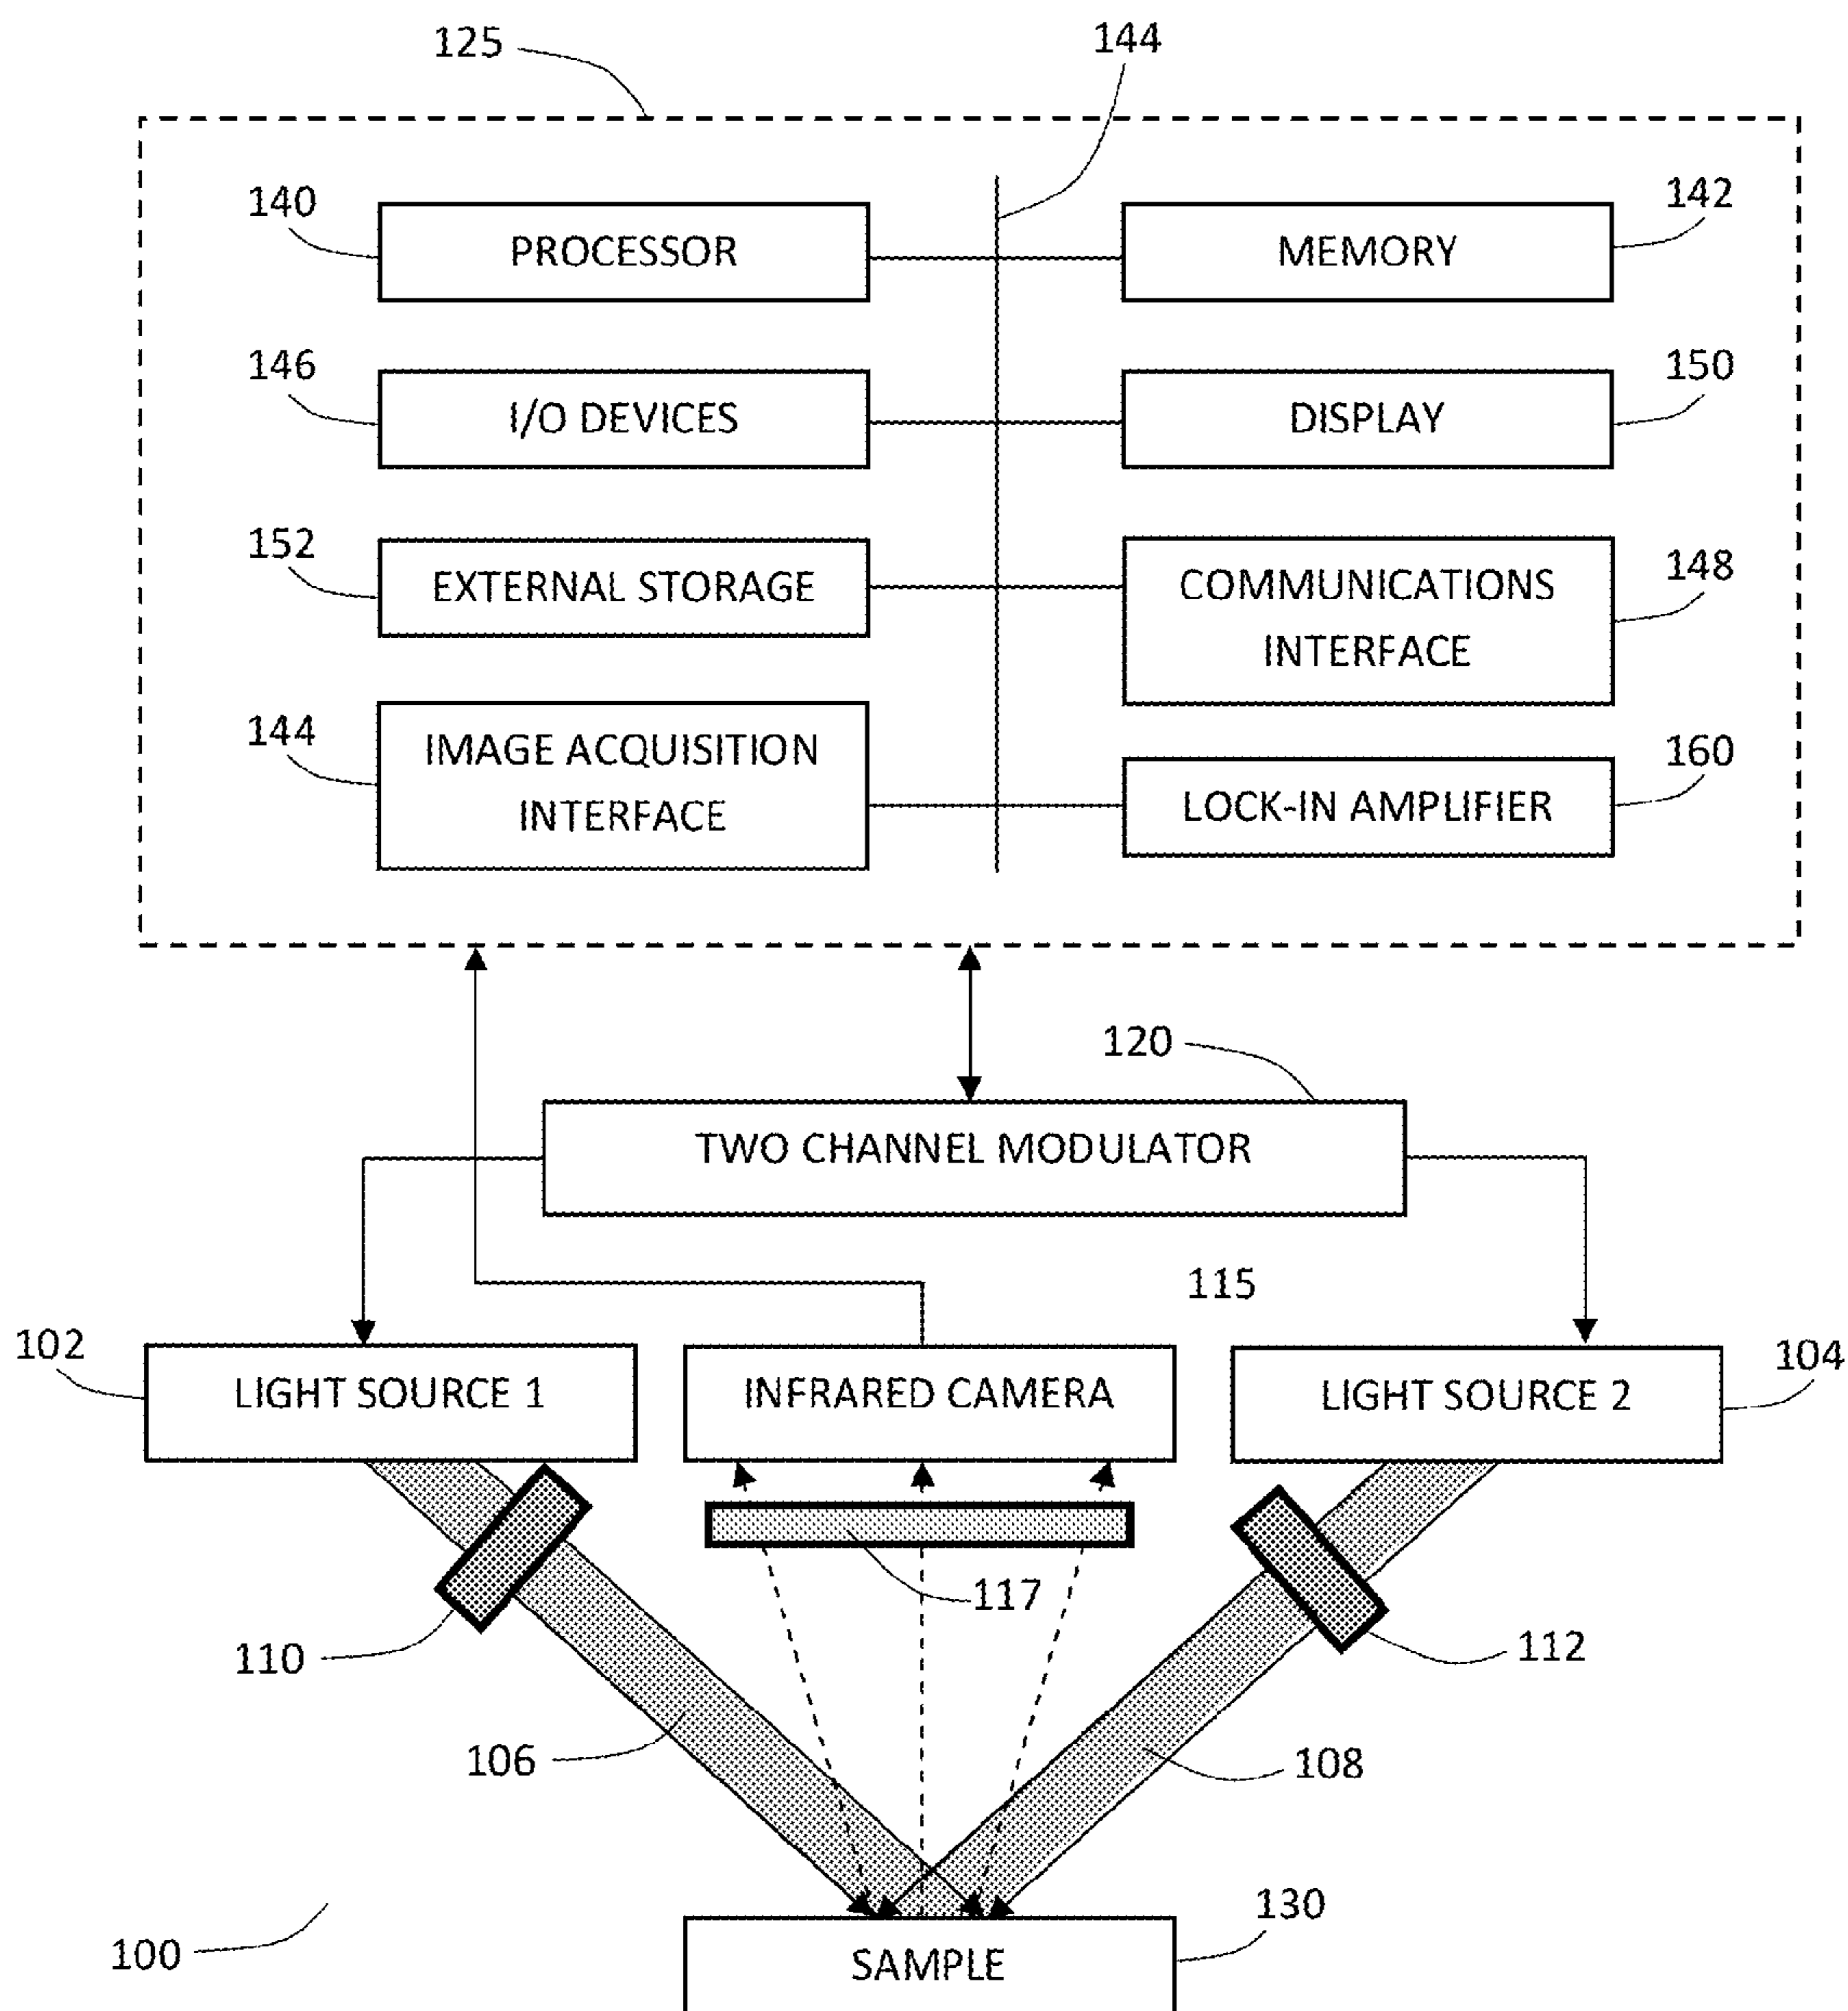 125
144
140
PROCESSOR
MEMORY
142
146
I/O DEVICES
DISPLAY
150
152
EXTERNAL STORAGE
COMMUNICATIONS
INTERFACE
148
144
IMAGE ACQUISITION
INTERFACE
LOCK-IN AMPLIFIER
160
120
TWO CHANNEL MODULATOR
115
102
LIGHT SOURCE 1
INFRARED CAMERA
LIGHT SOURCE 2
104
117
110
112
106
108
130
100
SAMPLE